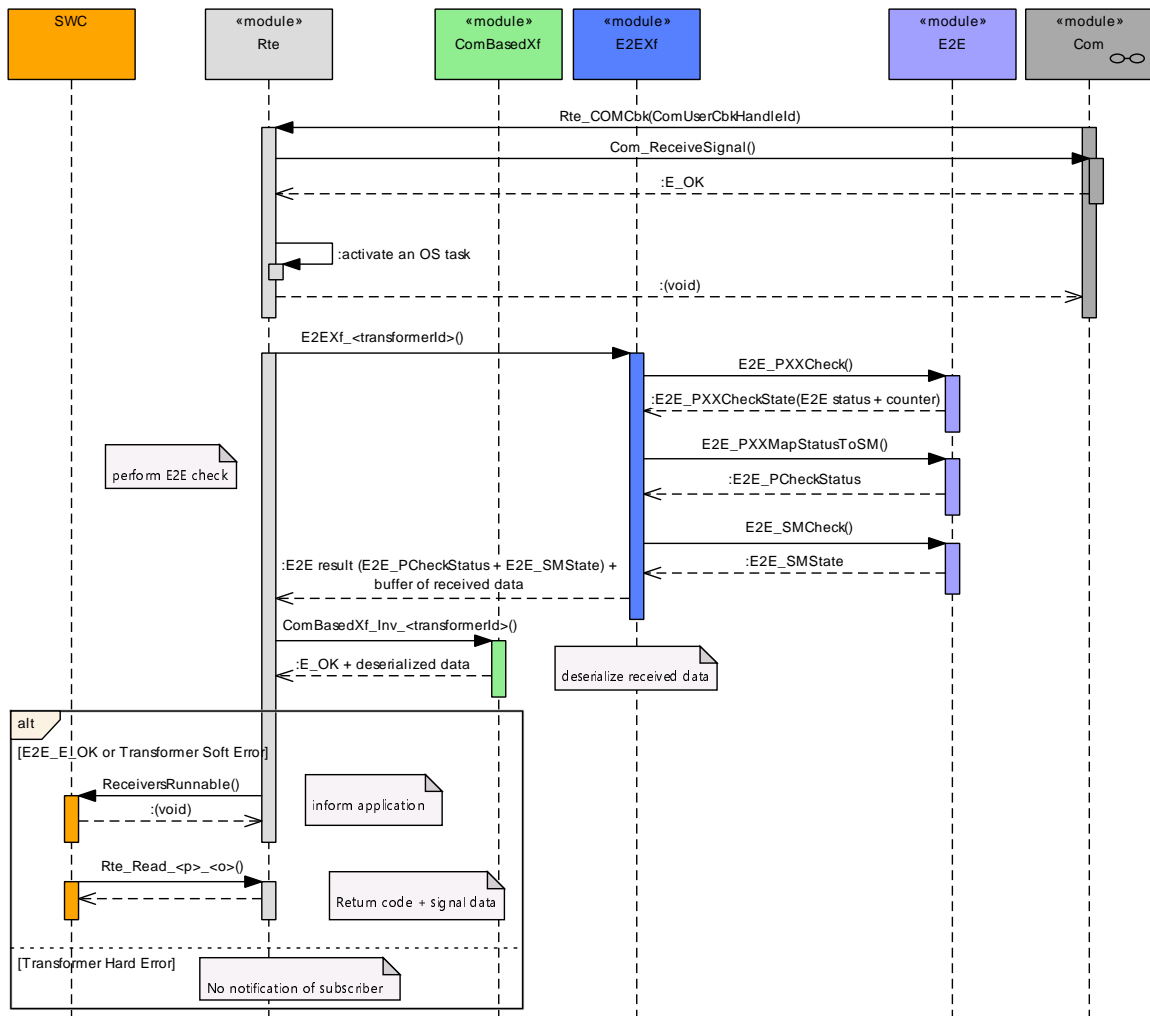 SWC
«module»
Rte
«module»
ComBasedXf
«module»
E2EXf
«module»
E2E
«module»
Com
Rte_COMCbk(ComUserCbkHandleId)
Com_ReceiveSignal()
:E_OK
:activate an OS task
:(void)
E2EXf_<transformerId>()
E2E_PXXCheck()
:E2E_PXXCheckState(E2E status + counter)
perform E2E check
E2E_PXXMapStatusToSM()
:E2E_PCheckStatus
E2E_SMCheck()
:E2E_SMState
:E2E result (E2E_PCheckStatus + E2E_SMState) +
buffer of received data
ComBasedXf_Inv_<transformerId>()
:E_OK + deserialized data
deserialize received data
alt
[E2E_E_OK or Transformer Soft Error]
ReceiversRunnable()
inform application
:(void)
Rte_Read_<p>_<o>()
Return code + signal data
[Transformer Hard Error]
No notification of subscriber